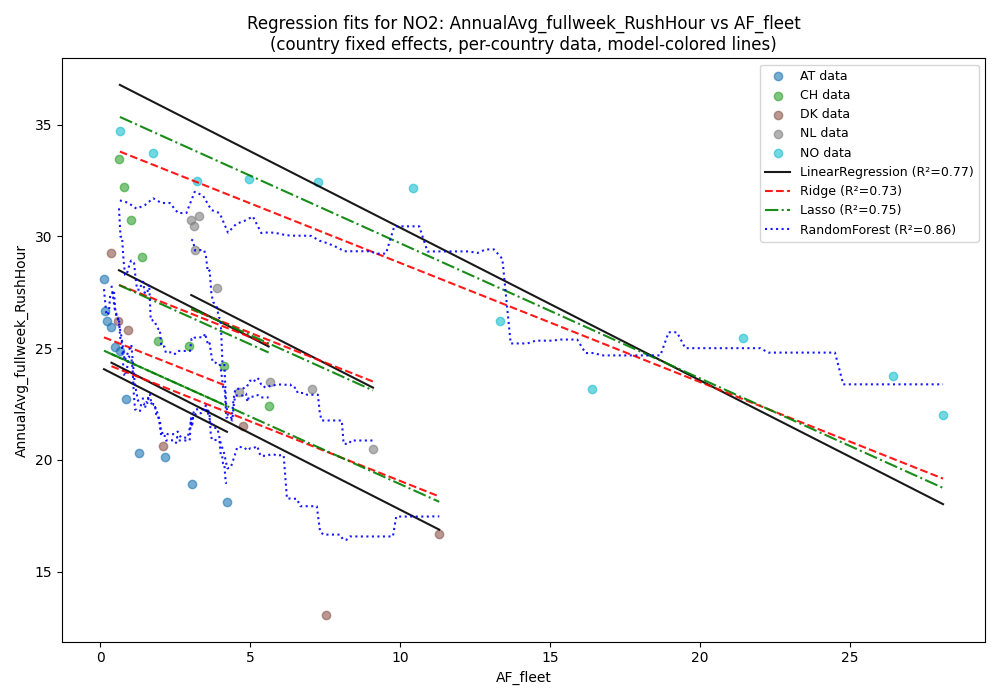 Regression fits for NO2: AnnualAvg_fullweek_RushHour vs AF_fleet
(country fixed effects, per-country data, model-colored lines)
AT data
CH data
DK data
NL data
NO data
LinearRegression (R²=0.77)
Ridge (R²=0.73)
Lasso (R²=0.75)
RandomForest (R²=0.86)
AnnualAvg_fullweek_RushHour
35
30
25
20
15
0
5
10
15
20
25
AF_fleet